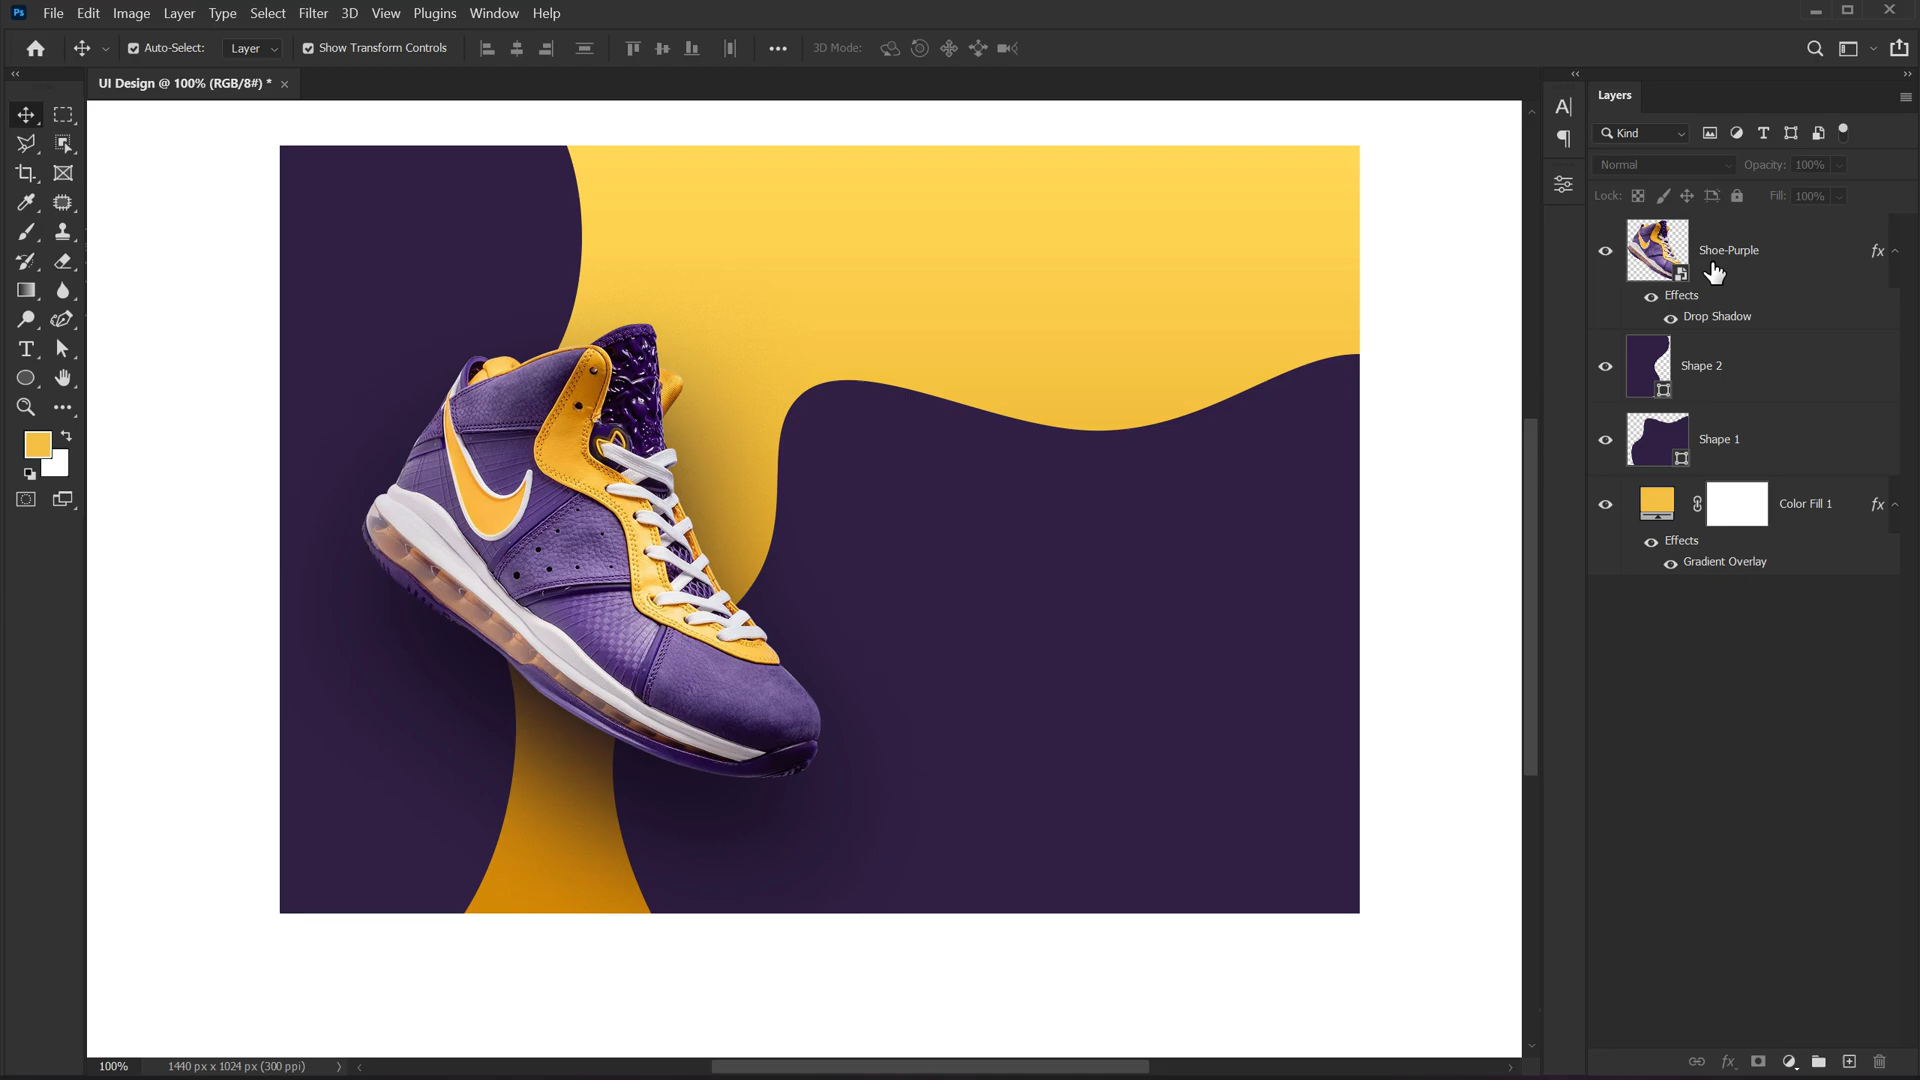 Ps File Edit Image Layer Type Select Filter 3D View Plugins Window Help
Auto-Select: Layer Show Transform Controls 3D Mode:
UI Design @ 100% (RGB/8#) *
Layers
Kind
Normal Opacity: 100%
Lock: Fill: 100%
Shoe-Purple fx
Effects
Drop Shadow
Shape 2
Shape 1
Color Fill 1 fx
Effects
Gradient Overlay
100% 1440 px x 1024 px (300 ppi)